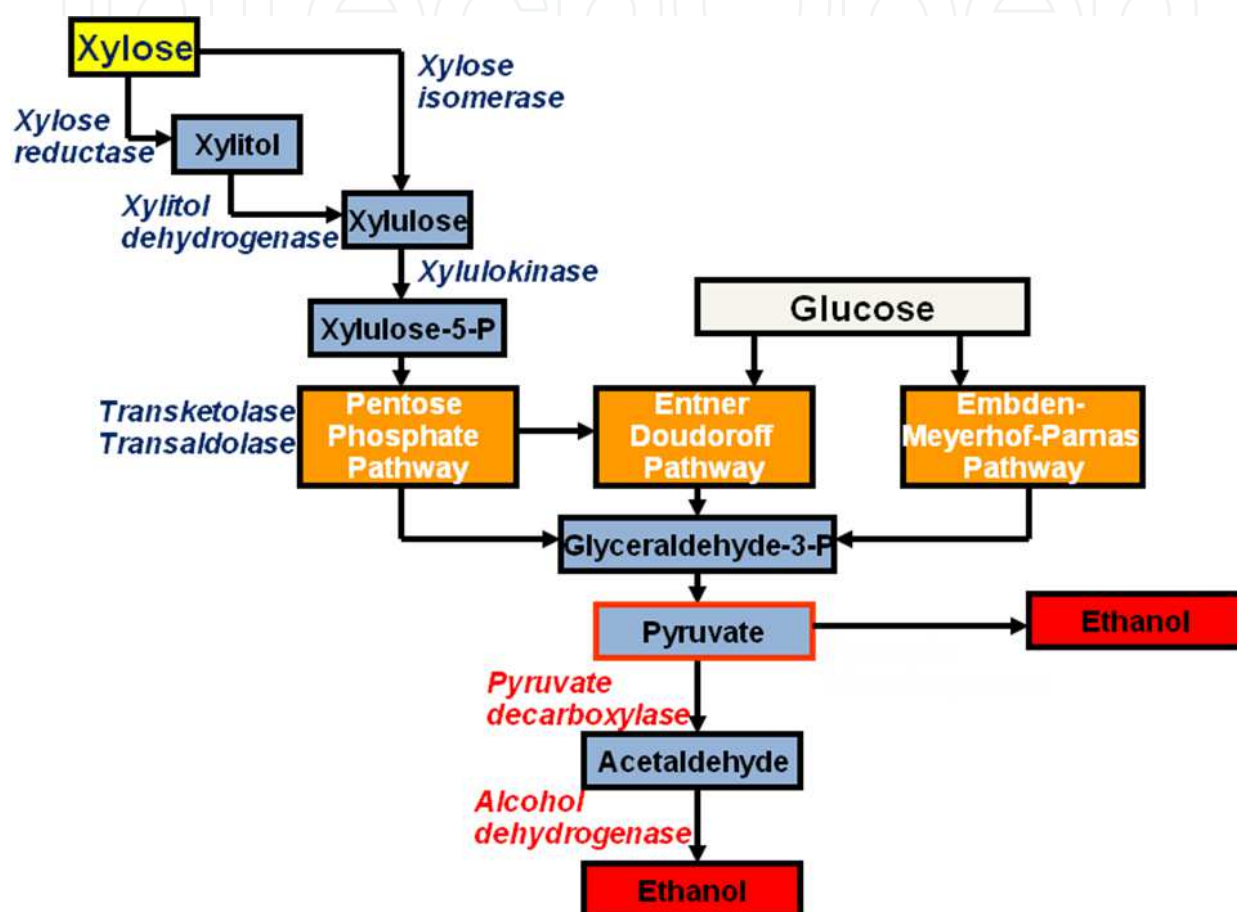 Xylose
Xylose
isomerase
Xylose
reductase
Xylitol
Xylitol
dehydrogenase
Xylulose
Xylulokinase
Xylulose-5-P
Glucose
Transketolase
Transaldolase
Pentose
Phosphate
Pathway
Entner
Doudoroff
Pathway
Embden-
Meyerhof-Parnas
Pathway
Glyceraldehyde-3-P
Pyruvate
Ethanol
Pyruvate
decarboxylase
Acetaldehyde
Alcohol
dehydrogenase
Ethanol